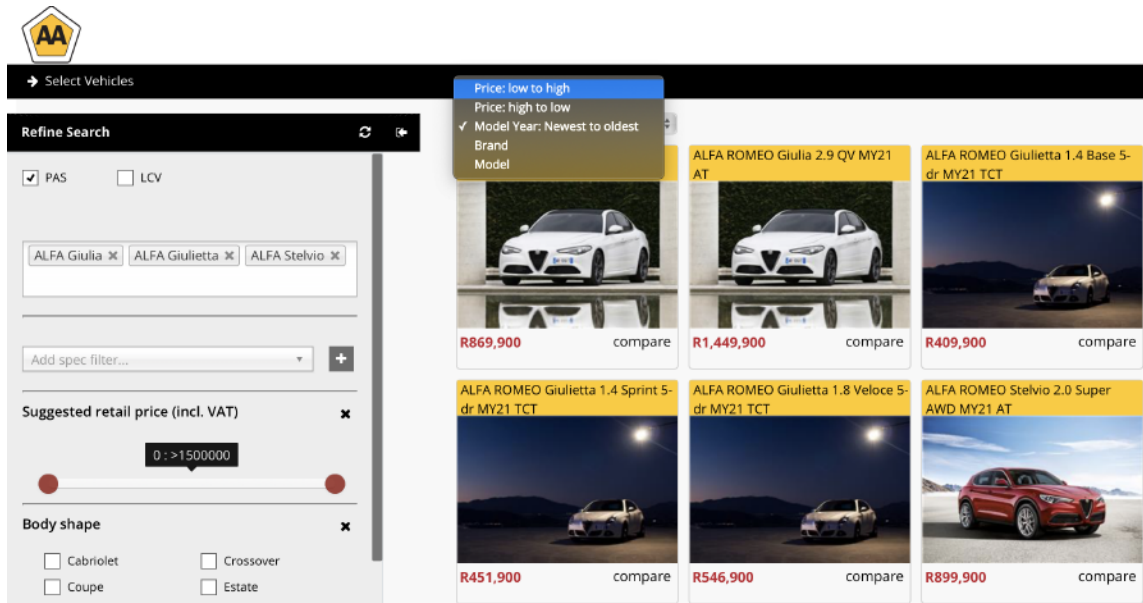 AA
Select Vehicles
Price: low to high
Price: high to low
✓ Model Year: Newest to oldest
Brand
Model
Refine Search
PAS
LCV
ALFA Giulia ×
ALFA Giulietta ×
ALFA Stelvio ×
Add spec filter...
+
Suggested retail price (incl. VAT)
0 : >1500000
Body shape
Cabriolet
Crossover
Coupe
Estate
R869,900
compare
ALFA ROMEO Giulia 2.9 QV MY21
AT
R1,449,900
compare
ALFA ROMEO Giulietta 1.4 Base 5-
dr MY21 TCT
R409,900
compare
ALFA ROMEO Giulietta 1.4 Sprint 5-
dr MY21 TCT
R451,900
compare
ALFA ROMEO Giulietta 1.8 Veloce 5-
dr MY21 TCT
R546,900
compare
ALFA ROMEO Stelvio 2.0 Super
AWD MY21 AT
R899,900
compare